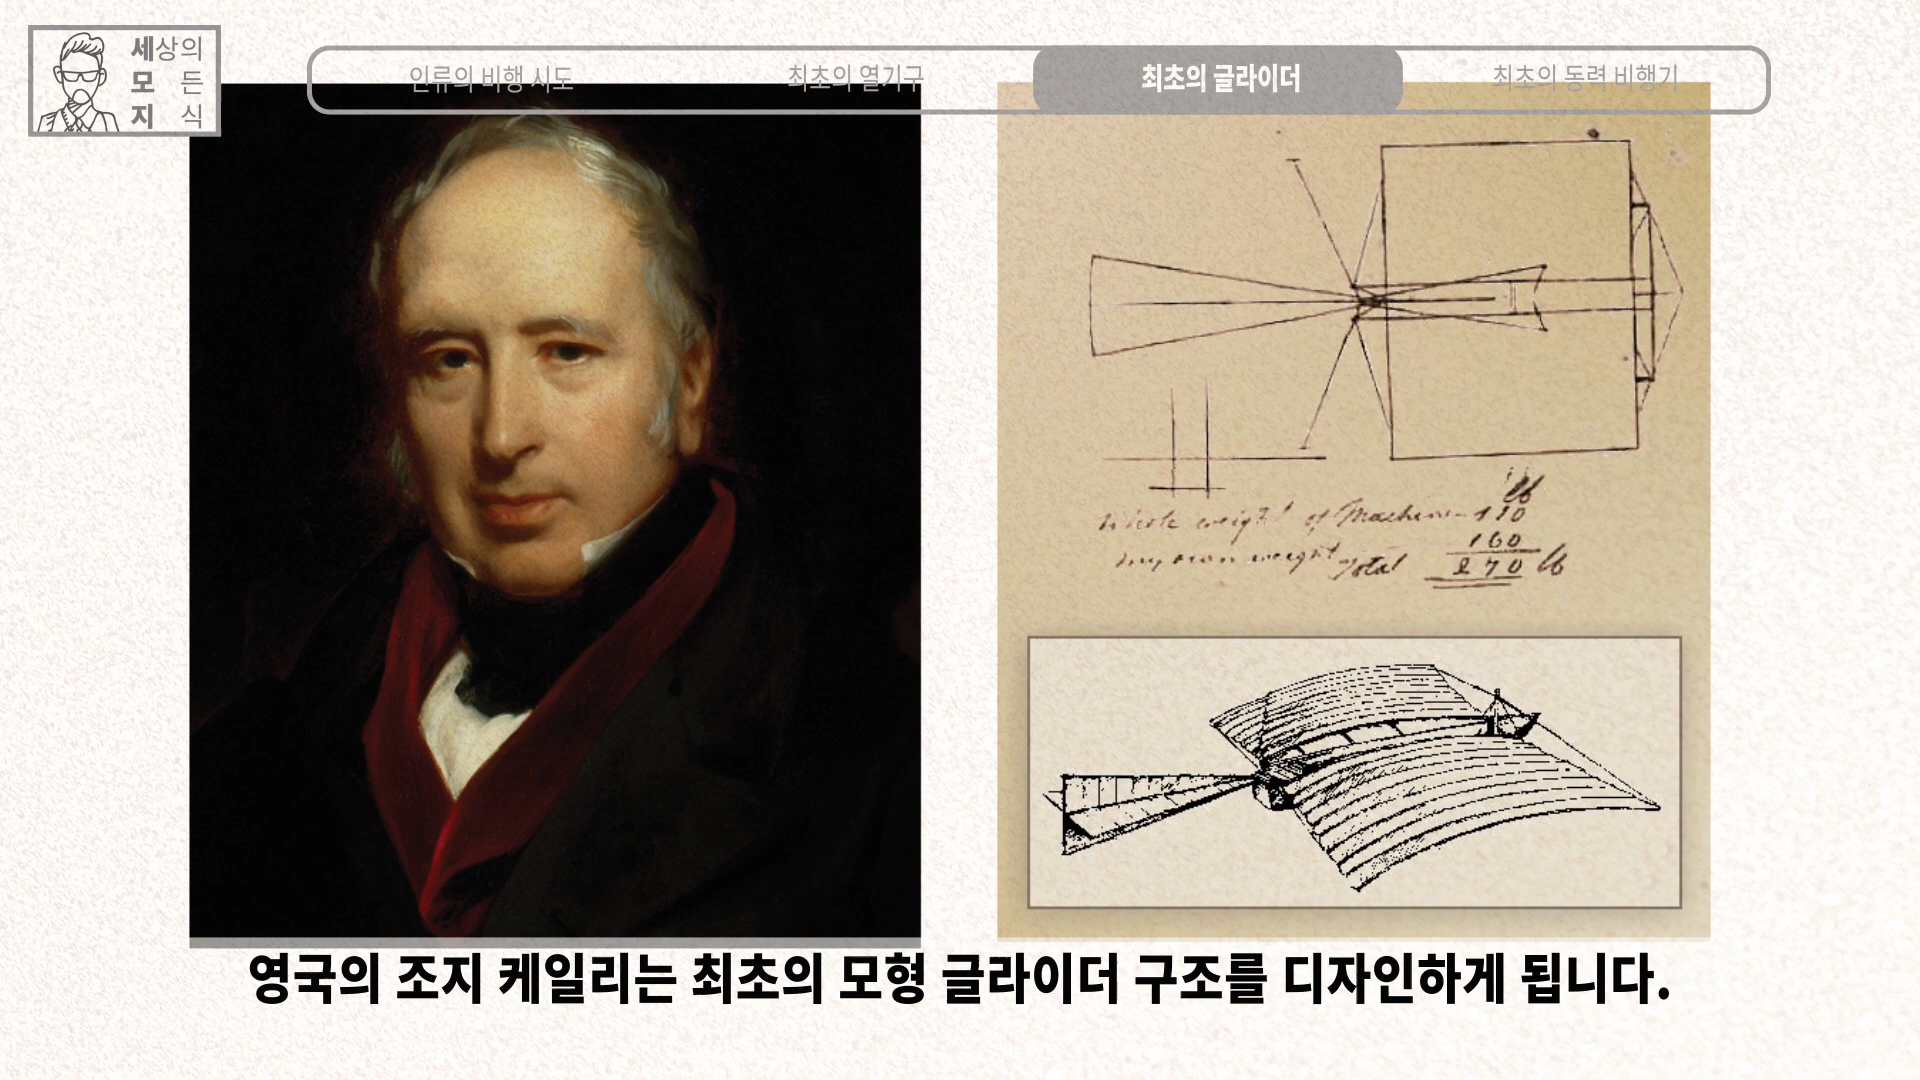 세상의
모든
지식
인류의 비행 시도
최초의 열기구
최초의 글라이더
최초의 동력 비행기
lb
Whole weight of Machine - 110
my own weight 160
Total 270 lb
영국의 조지 케일리는 최초의 모형 글라이더 구조를 디자인하게 됩니다.